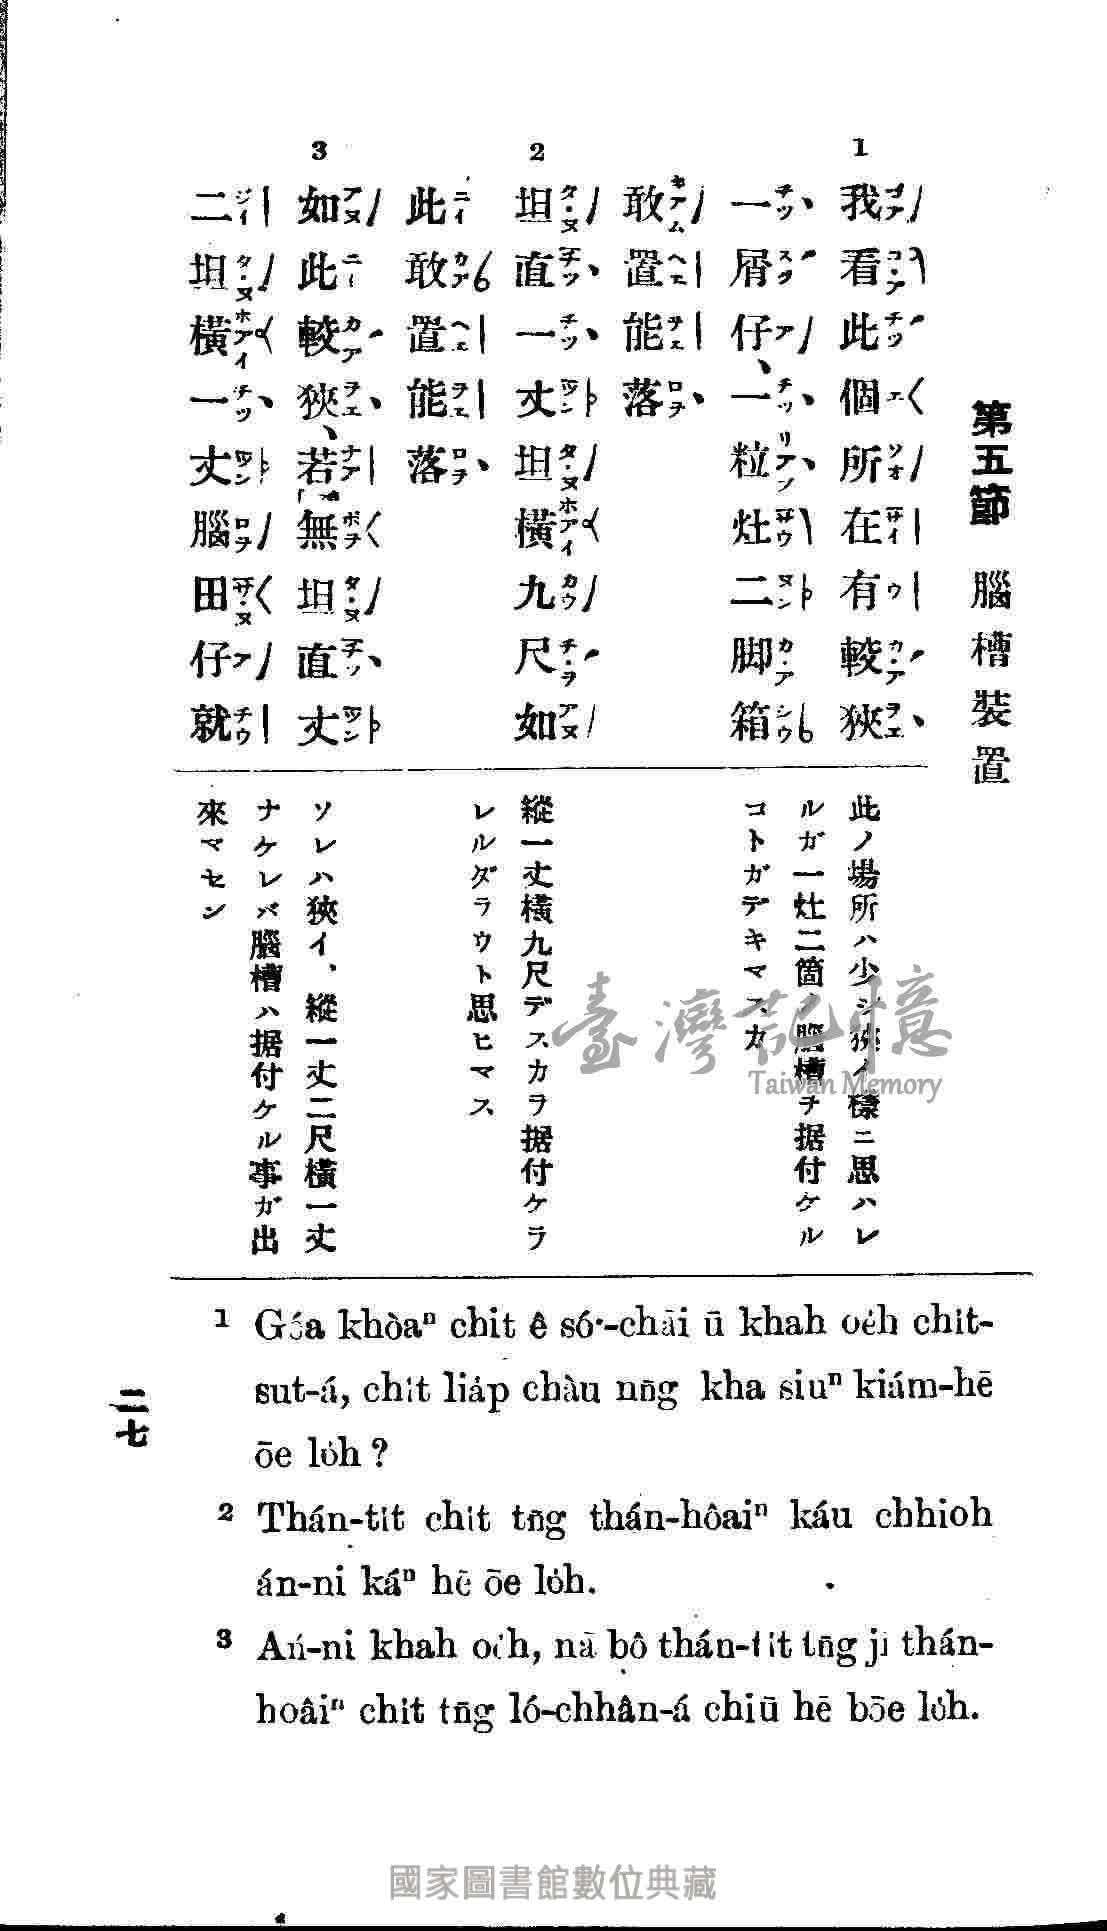 第五節 腦槽裝置
1
我看此個所在有較狹
一屑仔、一粒灶二脚箱
敢置能落
2
坦直一丈坦橫九尺如
此敢置能落
3
如此較狹、若無坦直丈
二坦橫一丈腦田仔就
此ノ場所ハ少シ狹イ樣ニ思ハレ
ルガ一灶二箇ノ腦槽ヲ据付ケル
コトガデキマスカ
縱一丈橫九尺デスカラ据付ケラ
レルダラウト思ヒマス
ソレハ狹イ、縱一丈二尺橫一丈
ナケレバ腦槽ハ据付ケル事ガ出
來マセン
1 Góa khòaⁿ chit ê só·-chāi ū khah oe̍h chi̍t-
sut-á, chi̍t lia̍p chàu nn̄g kha siuⁿ kiám-hē
ōe lo̍h?
2 Thán-ti̍t chi̍t tn̄g thán-hôaiⁿ káu chhioh
án-ni káⁿ hē ōe lo̍h.
3 Ań-ni khah oe̍h, nā bô thán-ti̍t tn̄g jī thán-
hoâiⁿ chi̍t tn̄g ló-chhân-á chiū hē bōe lo̍h.
二七
臺灣記憶
Taiwan Memory
國家圖書館數位典藏